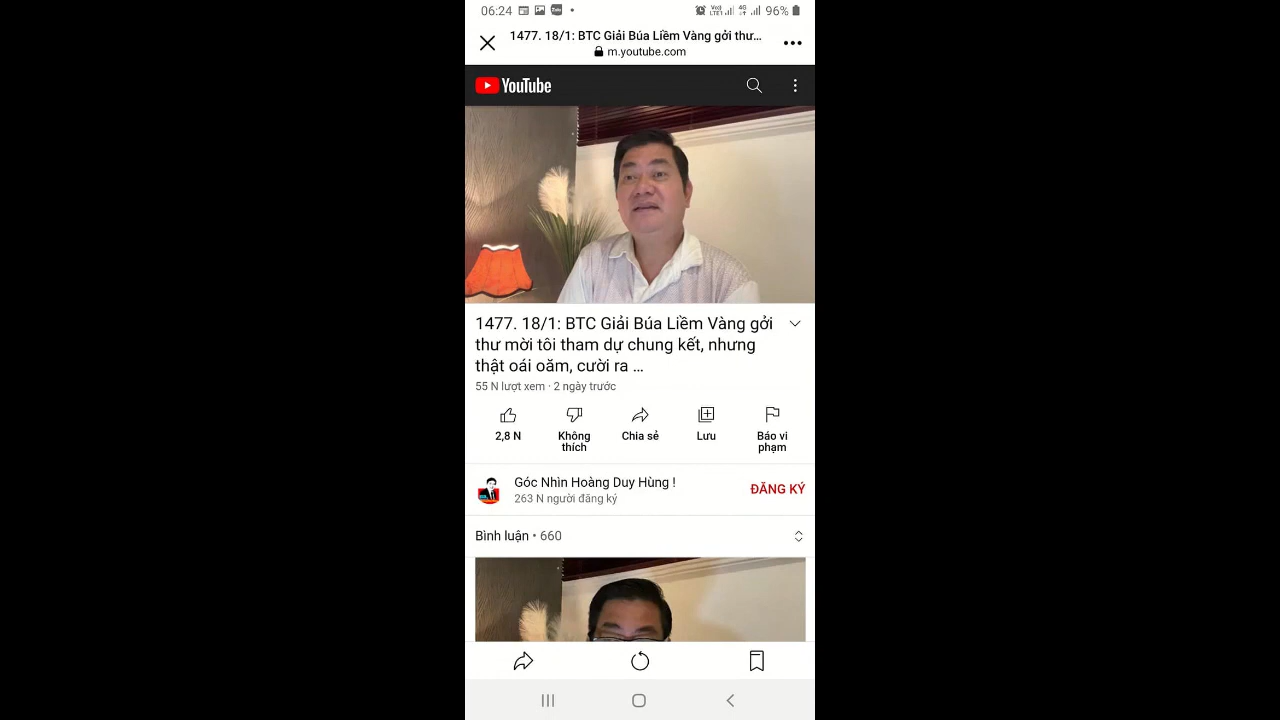 06:24
96%
1477. 18/1: BTC Giải Búa Liềm Vàng gởi thư...
m.youtube.com
YouTube
1477. 18/1: BTC Giải Búa Liềm Vàng gởi
thư mời tôi tham dự chung kết, nhưng
thật oái oăm, cười ra ...
55 N lượt xem · 2 ngày trước
2,8 N
Không thích
Chia sẻ
Lưu
Báo vi phạm
Góc Nhìn Hoàng Duy Hùng !
263 N người đăng ký
ĐĂNG KÝ
Bình luận • 660